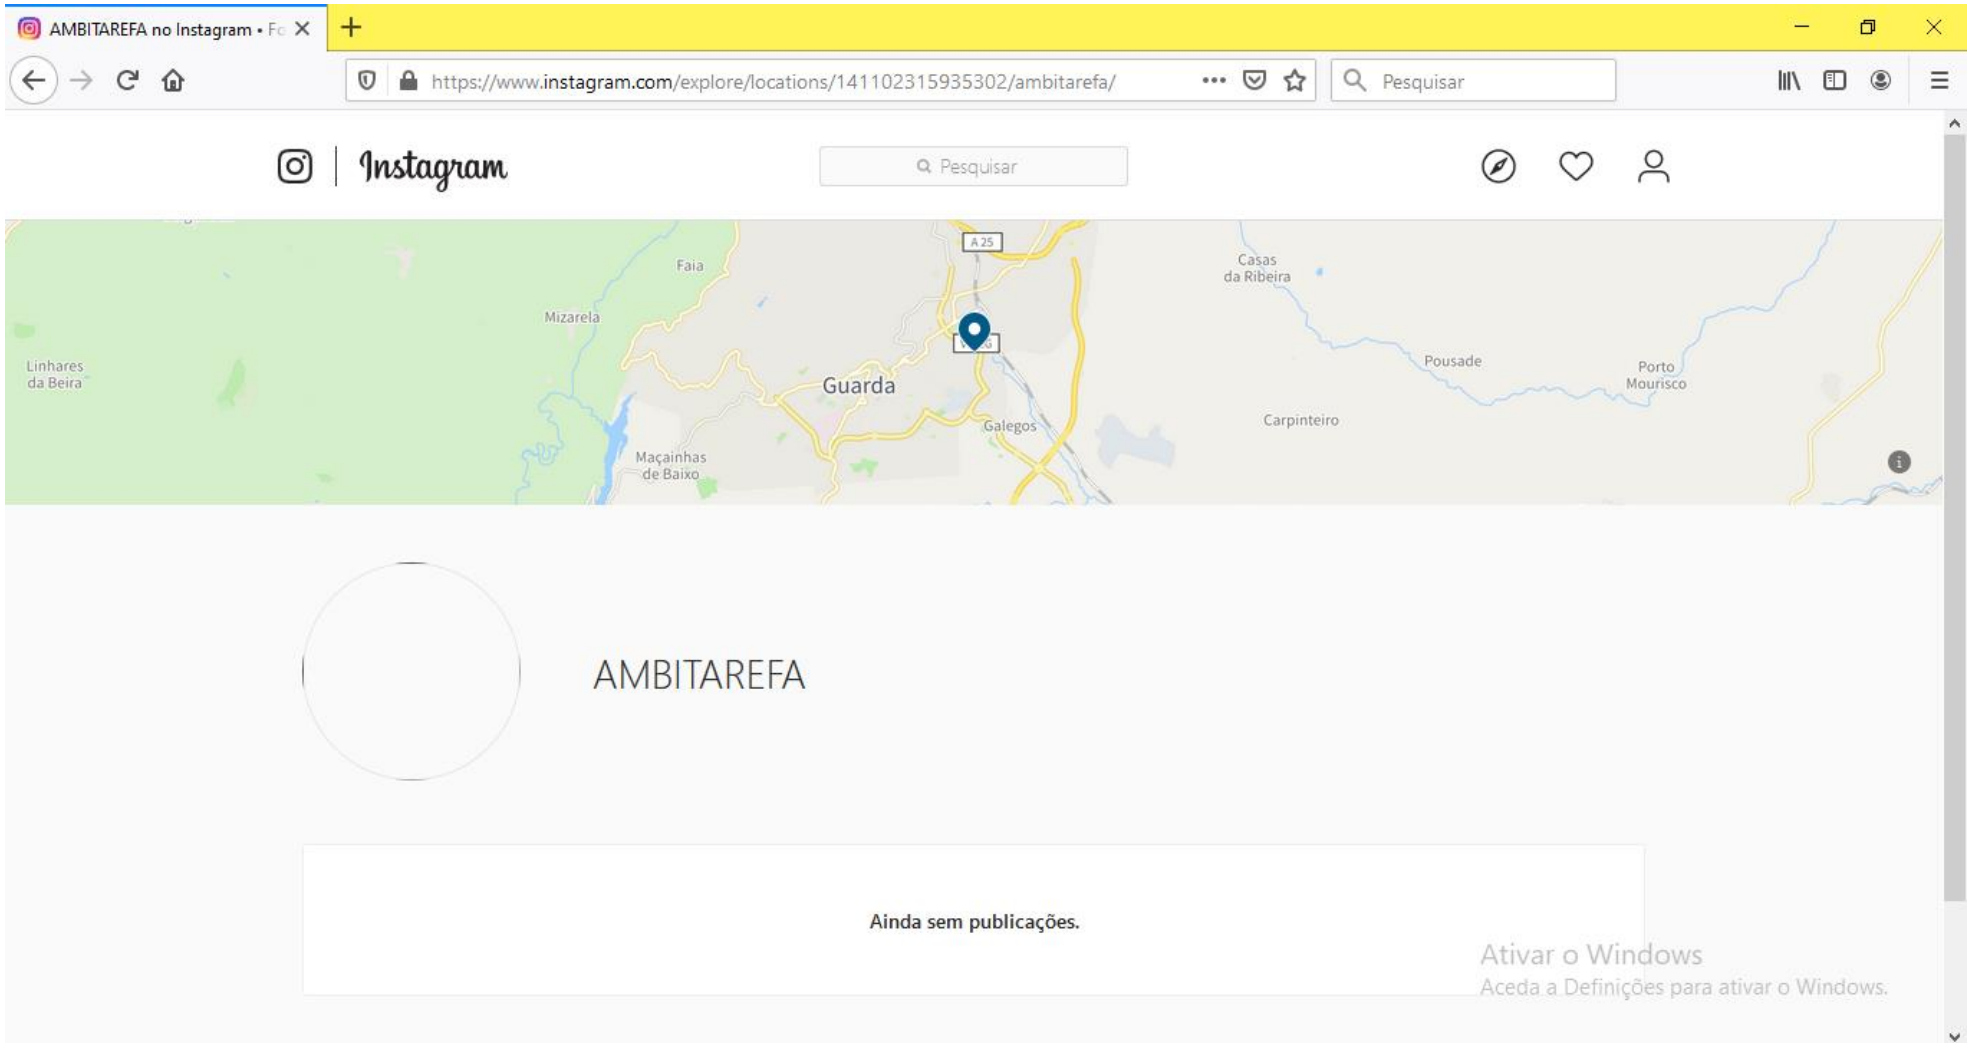 AMBITAREFA no Instagram • Fo
https://www.instagram.com/explore/locations/141102315935302/ambitarefa/
Pesquisar
Instagram
Pesquisar
A 25
Faia
Casas
da Ribeira
Mizarela
Linhares
da Beira
Pousade
Porto
Mourisco
Guarda
Galegos
Carpinteiro
Maçainhas
de Baixo
AMBITAREFA
Ainda sem publicações.
Ativar o Windows
Aceda a Definições para ativar o Windows.